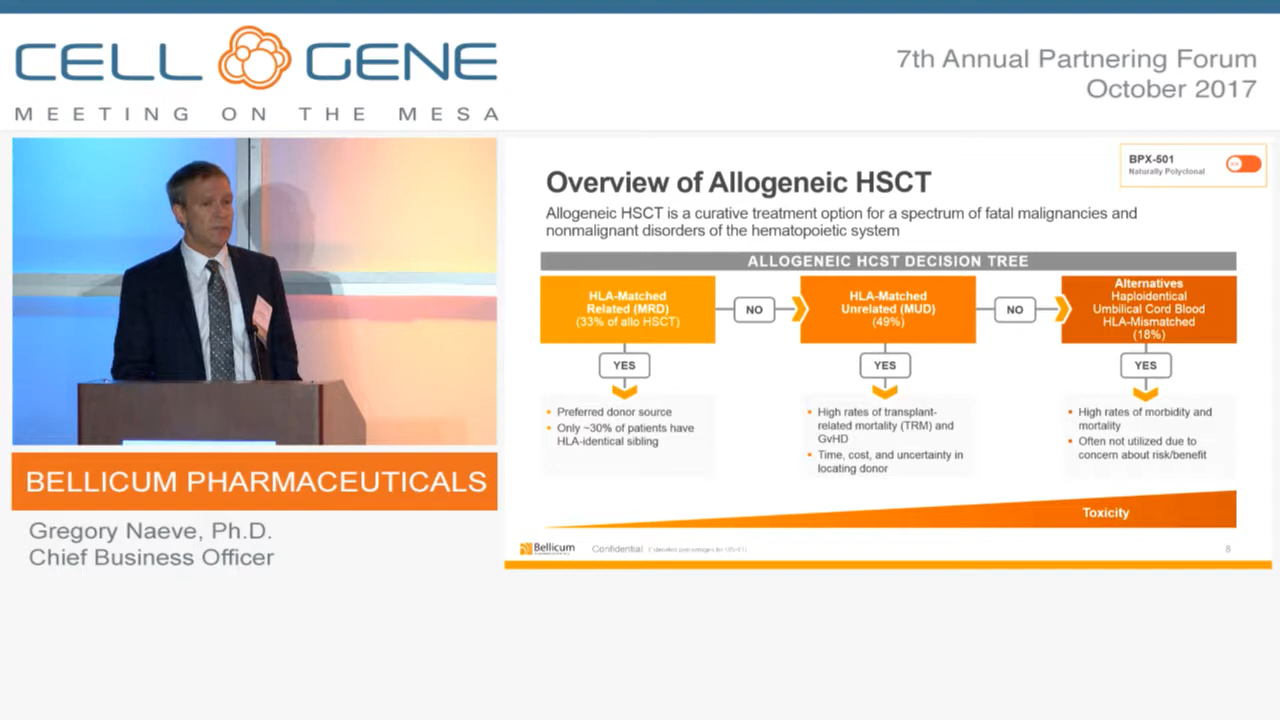 CELL GENE
MEETING ON THE MESA
7th Annual Partnering Forum
October 2017
BPX-501
Naturally Polyclonal
Overview of Allogeneic HSCT
Allogeneic HSCT is a curative treatment option for a spectrum of fatal malignancies and
nonmalignant disorders of the hematopoietic system
ALLOGENEIC HCST DECISION TREE
HLA-Matched
Related (MRD)
(33% of allo HSCT)
NO
HLA-Matched
Unrelated (MUD)
(49%)
NO
Alternatives
Haploidentical
Umbilical Cord Blood
HLA-Mismatched
(18%)
YES
YES
YES
Preferred donor source
Only ~30% of patients have
HLA-identical sibling
High rates of transplant-
related mortality (TRM) and
GvHD
Time, cost, and uncertainty in
locating donor
High rates of morbidity and
mortality
Often not utilized due to
concern about risk/benefit
Toxicity
Bellicum
Confidential
8
BELLICUM PHARMACEUTICALS
Gregory Naeve, Ph.D.
Chief Business Officer